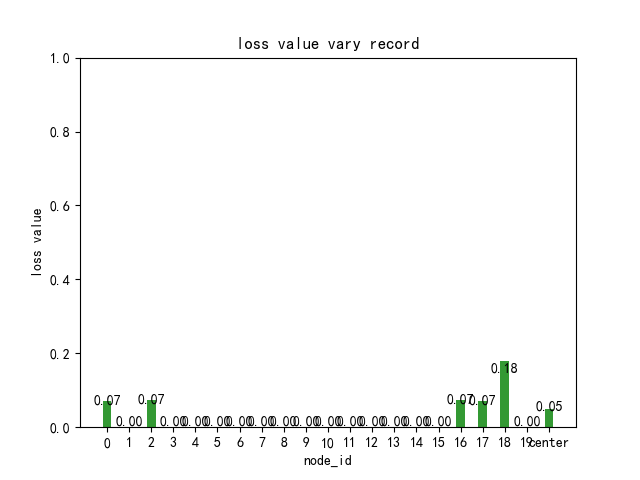 loss value vary record
1.0
0.8
0.6
0.4
0.2
0.0
loss value
0.07 0.00 0.07 0.00 0.00 0.00 0.00 0.00 0.00 0.00 0.00 0.00 0.00 0.00 0.00 0.00 0.07 0.07 0.18 0.00 0.05
0 1 2 3 4 5 6 7 8 9 10 11 12 13 14 15 16 17 18 19 center
node_id